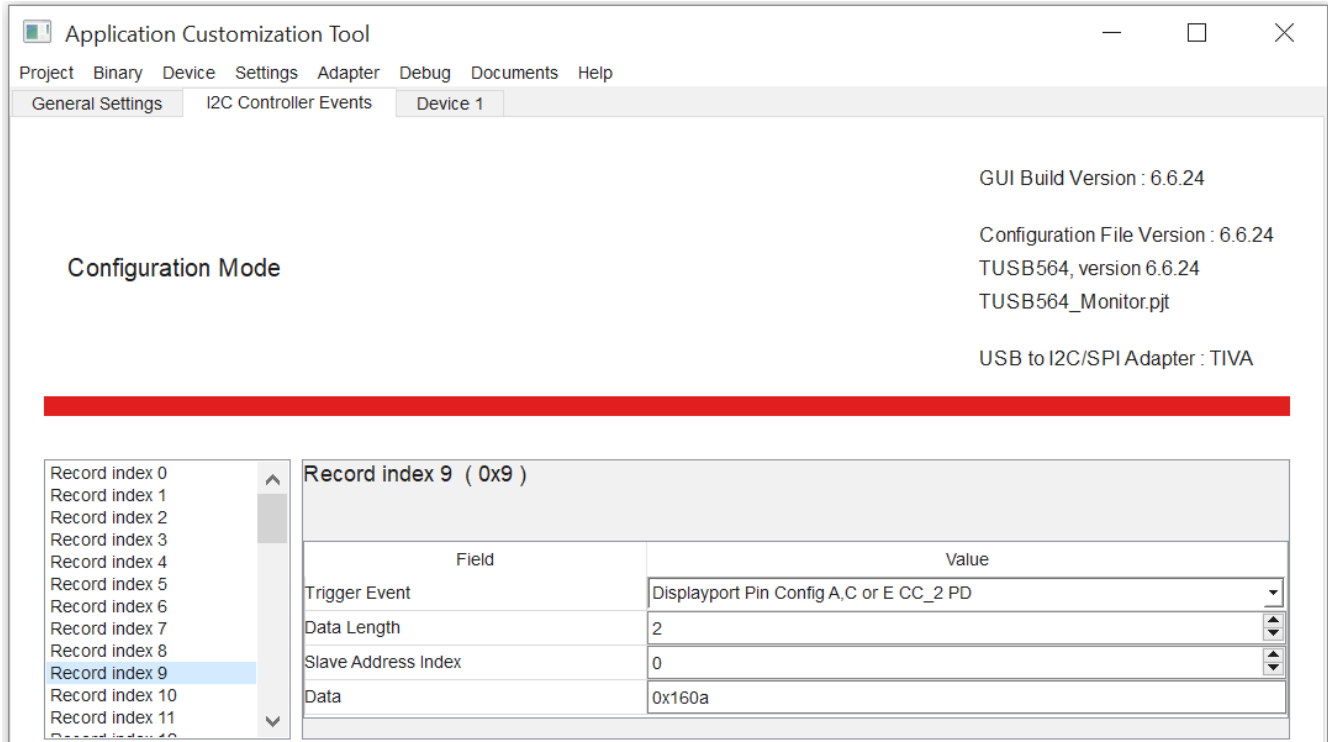 Application Customization Tool
Project Binary Device Settings Adapter Debug Documents Help
General Settings I2C Controller Events Device 1
GUI Build Version : 6.6.24
Configuration File Version : 6.6.24
Configuration Mode
TUSB564, version 6.6.24
TUSB564_Monitor.pjt
USB to I2C/SPI Adapter : TIVA
Record index 0
Record index 1
Record index 2
Record index 3
Record index 4
Record index 5
Record index 6
Record index 7
Record index 8
Record index 9
Record index 10
Record index 11
Record index 9 ( 0x9 )
Field Value
Trigger Event Displayport Pin Config A,C or E CC_2 PD
Data Length 2
Slave Address Index 0
Data 0x160a